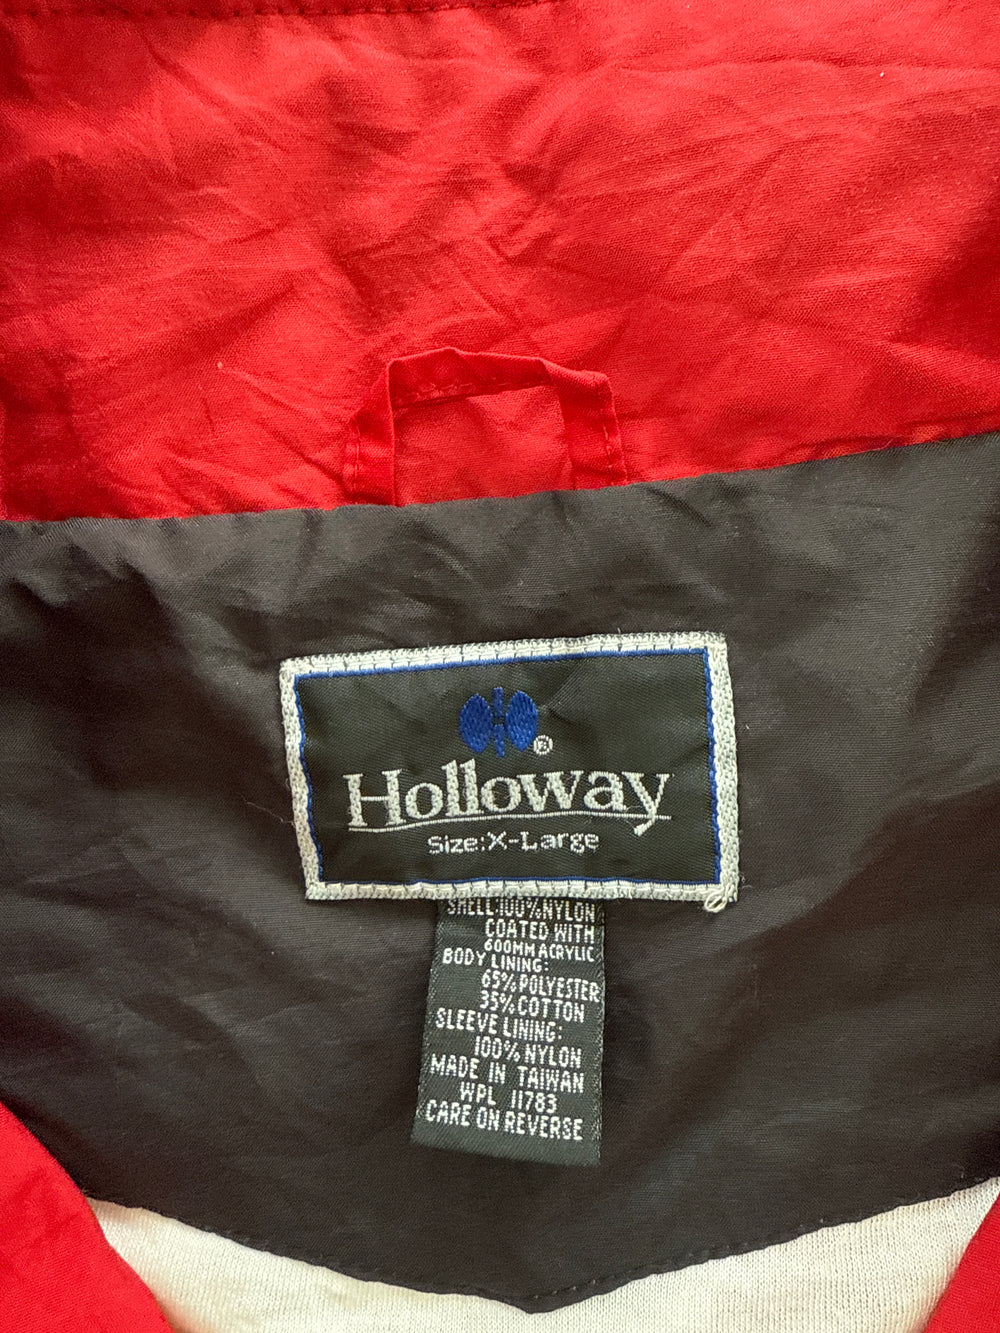 ®
Holloway
Size:X-Large
SHELL 100%NYLON
COATED WITH
600MM ACRYLIC
BODY LINING:
65%POLYESTER
35%COTTON
SLEEVE LINING:
100% NYLON
MADE IN TAIWAN
WPL 11783
CARE ON REVERSE